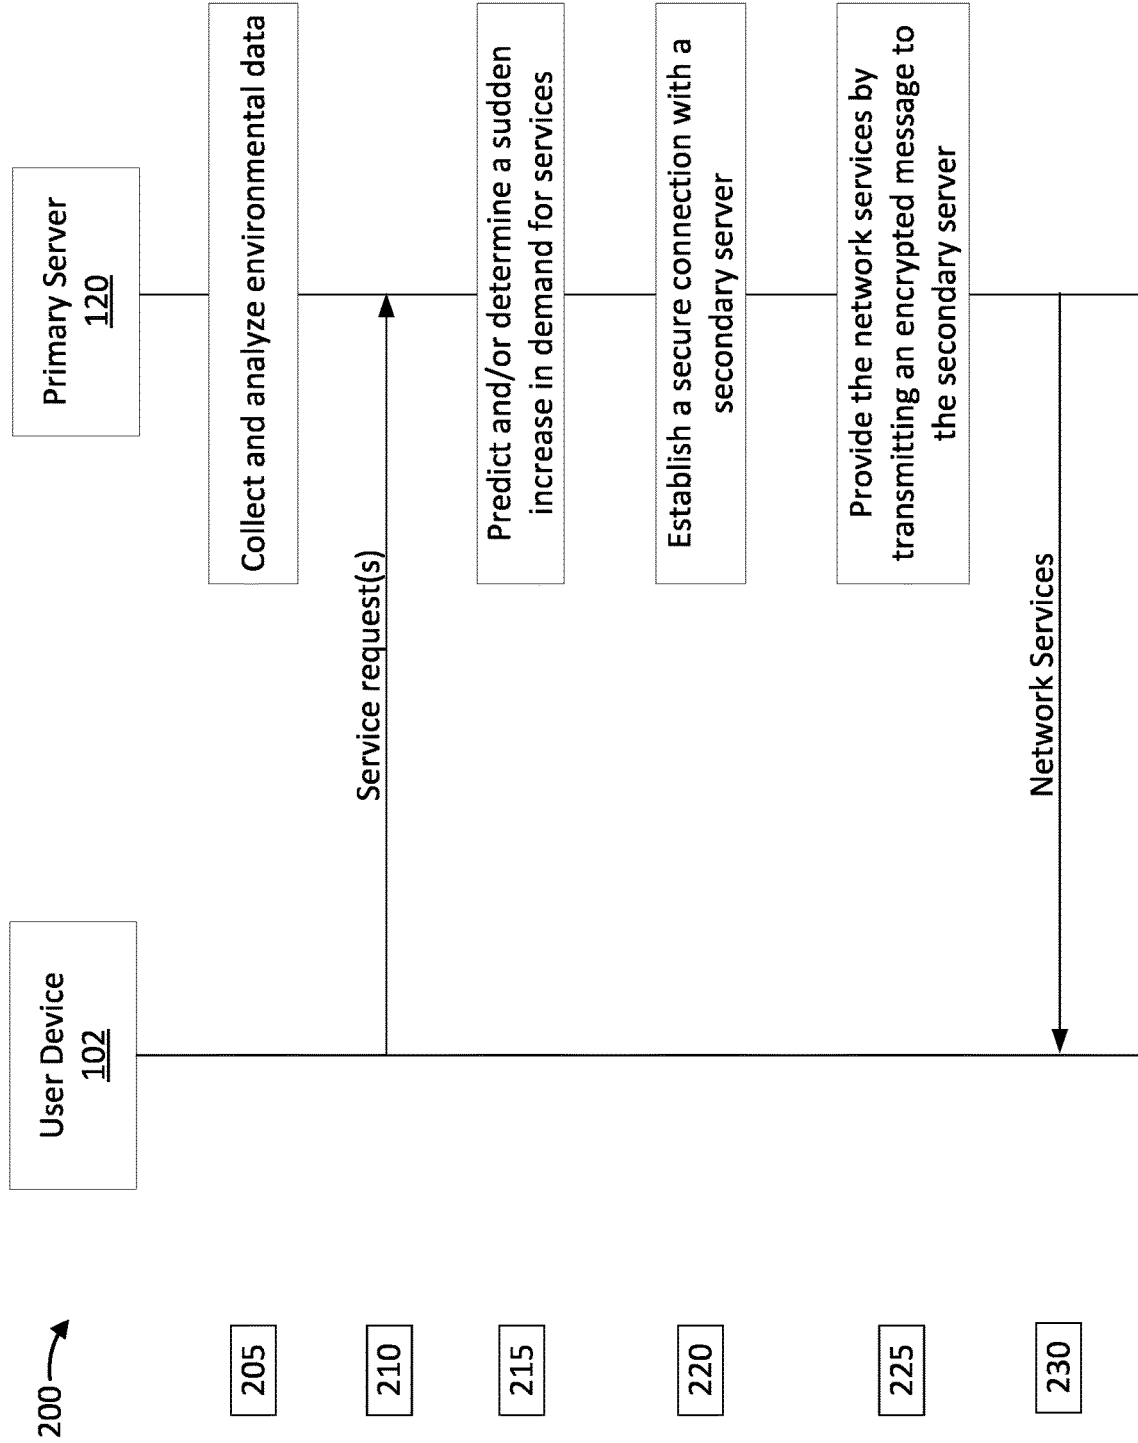 200
User Device
102
Primary Server
120
205
Collect and analyze environmental data
210
Service request(s)
215
Predict and/or determine a sudden
increase in demand for services
220
Establish a secure connection with a
secondary server
225
Provide the network services by
transmitting an encrypted message to
the secondary server
230
Network Services